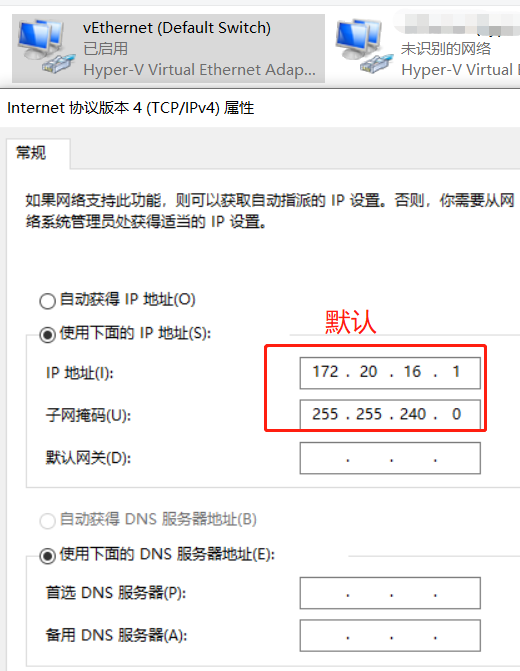 vEthernet (Default Switch)
已启用
Hyper-V Virtual Ethernet Adap...
vEthernet
未识别的网络
Hyper-V Virtual
Internet 协议版本 4 (TCP/IPv4) 属性
常规
如果网络支持此功能，则可以获取自动指派的 IP 设置。否则，你需要从网
络系统管理员处获得适当的 IP 设置。
自动获得 IP 地址(O)
默认
使用下面的 IP 地址(S):
IP 地址(I): 172 . 20 . 16 . 1
子网掩码(U): 255 . 255 . 240 . 0
默认网关(D): . . .
自动获得 DNS 服务器地址(B)
使用下面的 DNS 服务器地址(E):
首选 DNS 服务器(P): . . .
备用 DNS 服务器(A): . . .